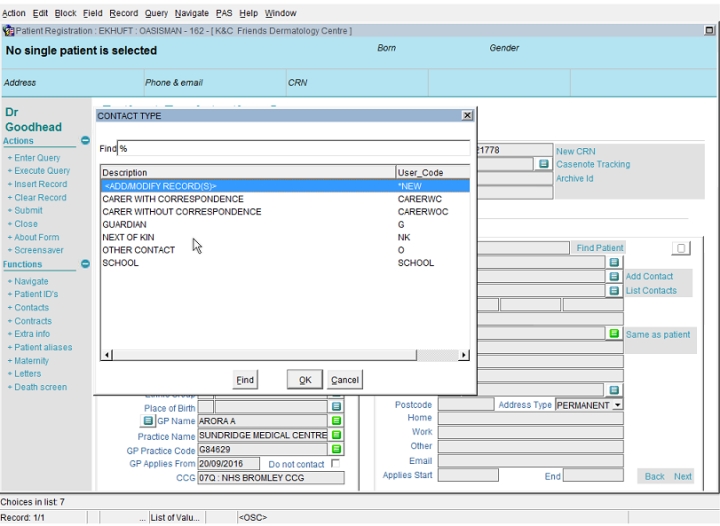 Action Edit Block Field Record Query Navigate PAS Help Window
Patient Registration : EKHUFT : OASISMAN - 162 - [ K&C Friends Dermatology Centre ]
No single patient is selected
Born
Gender
Address
Phone & email
CRN
Dr
Goodhead
Actions
+ Enter Query
+ Execute Query
+ Insert Record
+ Clear Record
+ Submit
+ Close
+ About Form
+ Screensaver
Functions
+ Navigate
+ Patient ID's
+ Contacts
+ Contracts
+ Extra info
+ Patient aliases
+ Maternity
+ Letters
+ Death screen
CONTACT TYPE
Find %
Description User_Code
<ADD/MODIFY RECORD(S)> *NEW
CARER WITH CORRESPONDENCE CARERWC
CARER WITHOUT CORRESPONDENCE CARERWOC
GUARDIAN G
NEXT OF KIN NK
OTHER CONTACT O
SCHOOL SCHOOL
Find OK Cancel
21778
New CRN
Casenote Tracking
Archive Id
Find Patient
Add Contact
List Contacts
Same as patient
Place of Birth
GP Name ARORA A
Practice Name SUNDRIDGE MEDICAL CENTRE
GP Practice Code G84629
GP Applies From 20/09/2016 Do not contact
CCG 07Q : NHS BROMLEY CCG
Postcode Address Type PERMANENT
Home
Work
Other
Email
Applies Start End Back Next
Choices in list: 7
Record: 1/1 ... List of Valu... <OSC>